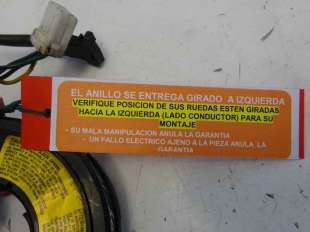 EL ANILLO SE ENTREGA GIRADO A IZQUIERDA
VERIFIQUE POSICION DE SUS RUEDAS ESTEN GIRADAS
HACIA LA IZQUIERDA (LADO CONDUCTOR) PARA SU
MONTAJE
- SU MALA MANIPULACION ANULA LA GARANTIA
- UN FALLO ELECTRICO AJENO A LA PIEZA ANULA LA
GARANTIA